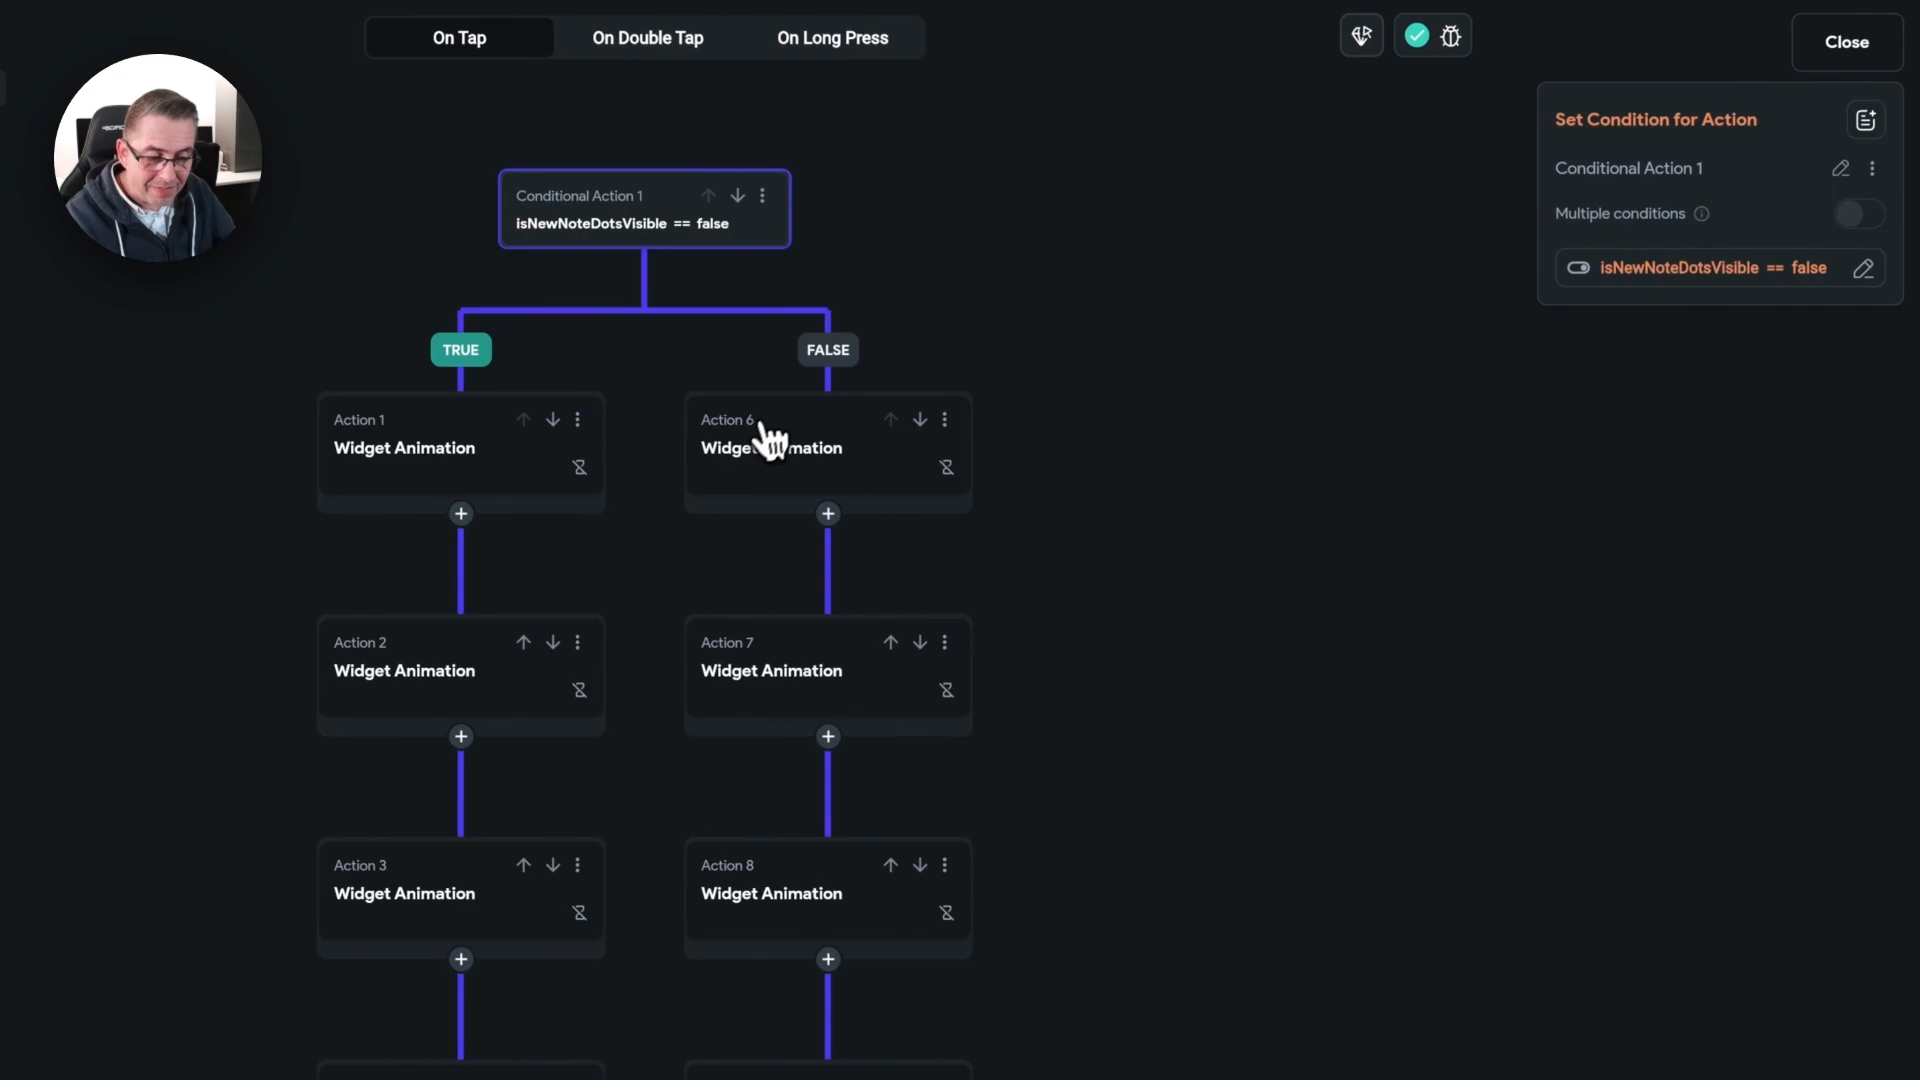 On Tap
On Double Tap
On Long Press
Close
Set Condition for Action
Conditional Action 1
Multiple conditions
isNewNoteDotsVisible == false
Conditional Action 1
isNewNoteDotsVisible == false
TRUE
FALSE
Action 1
Widget Animation
Action 6
Widget Animation
Action 2
Widget Animation
Action 7
Widget Animation
Action 3
Widget Animation
Action 8
Widget Animation